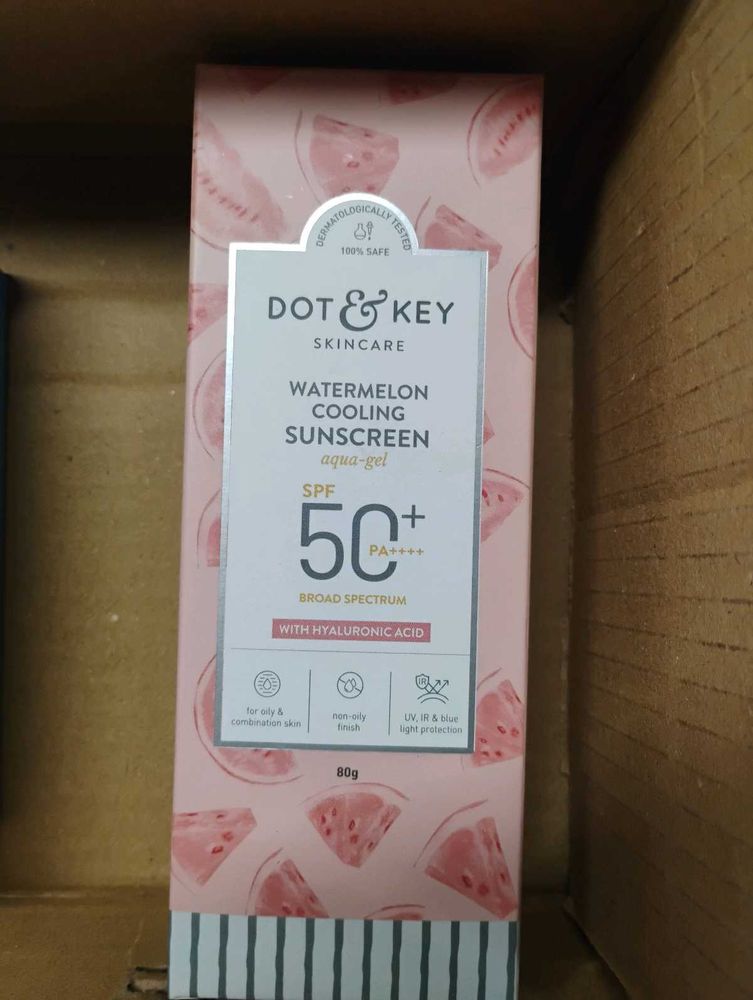 DERMATOLOGICALLY TESTED
100% SAFE
DOT & KEY
SKINCARE
WATERMELON
COOLING
SUNSCREEN
aqua-gel
SPF
50+
PA++++
BROAD SPECTRUM
WITH HYALURONIC ACID
for oily &
combination skin
non-oily
finish
IR
UV, IR & blue
light protection
80g